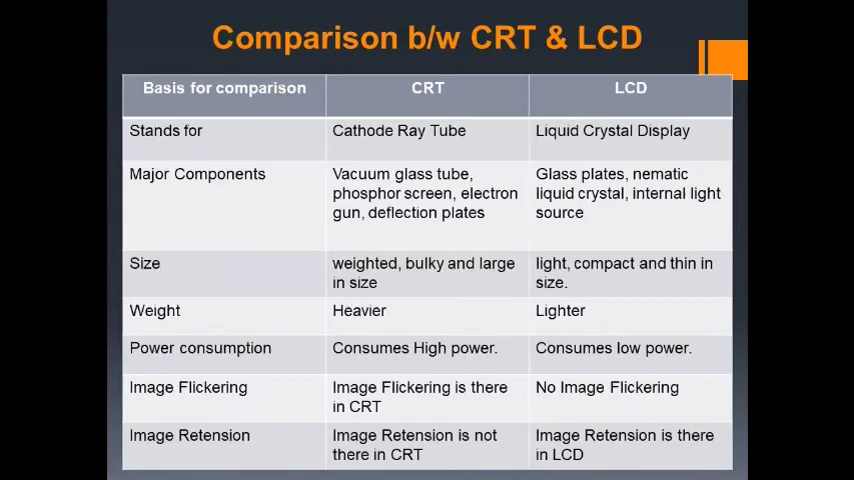 Comparison b/w CRT & LCD
Basis for comparison CRT LCD
Stands for Cathode Ray Tube Liquid Crystal Display
Major Components Vacuum glass tube, Glass plates, nematic
phosphor screen, electron liquid crystal, internal light
gun, deflection plates source
Size weighted, bulky and large light, compact and thin in
in size size.
Weight Heavier Lighter
Power consumption Consumes High power. Consumes low power.
Image Flickering Image Flickering is there No Image Flickering
in CRT
Image Retension Image Retension is not Image Retension is there
there in CRT in LCD